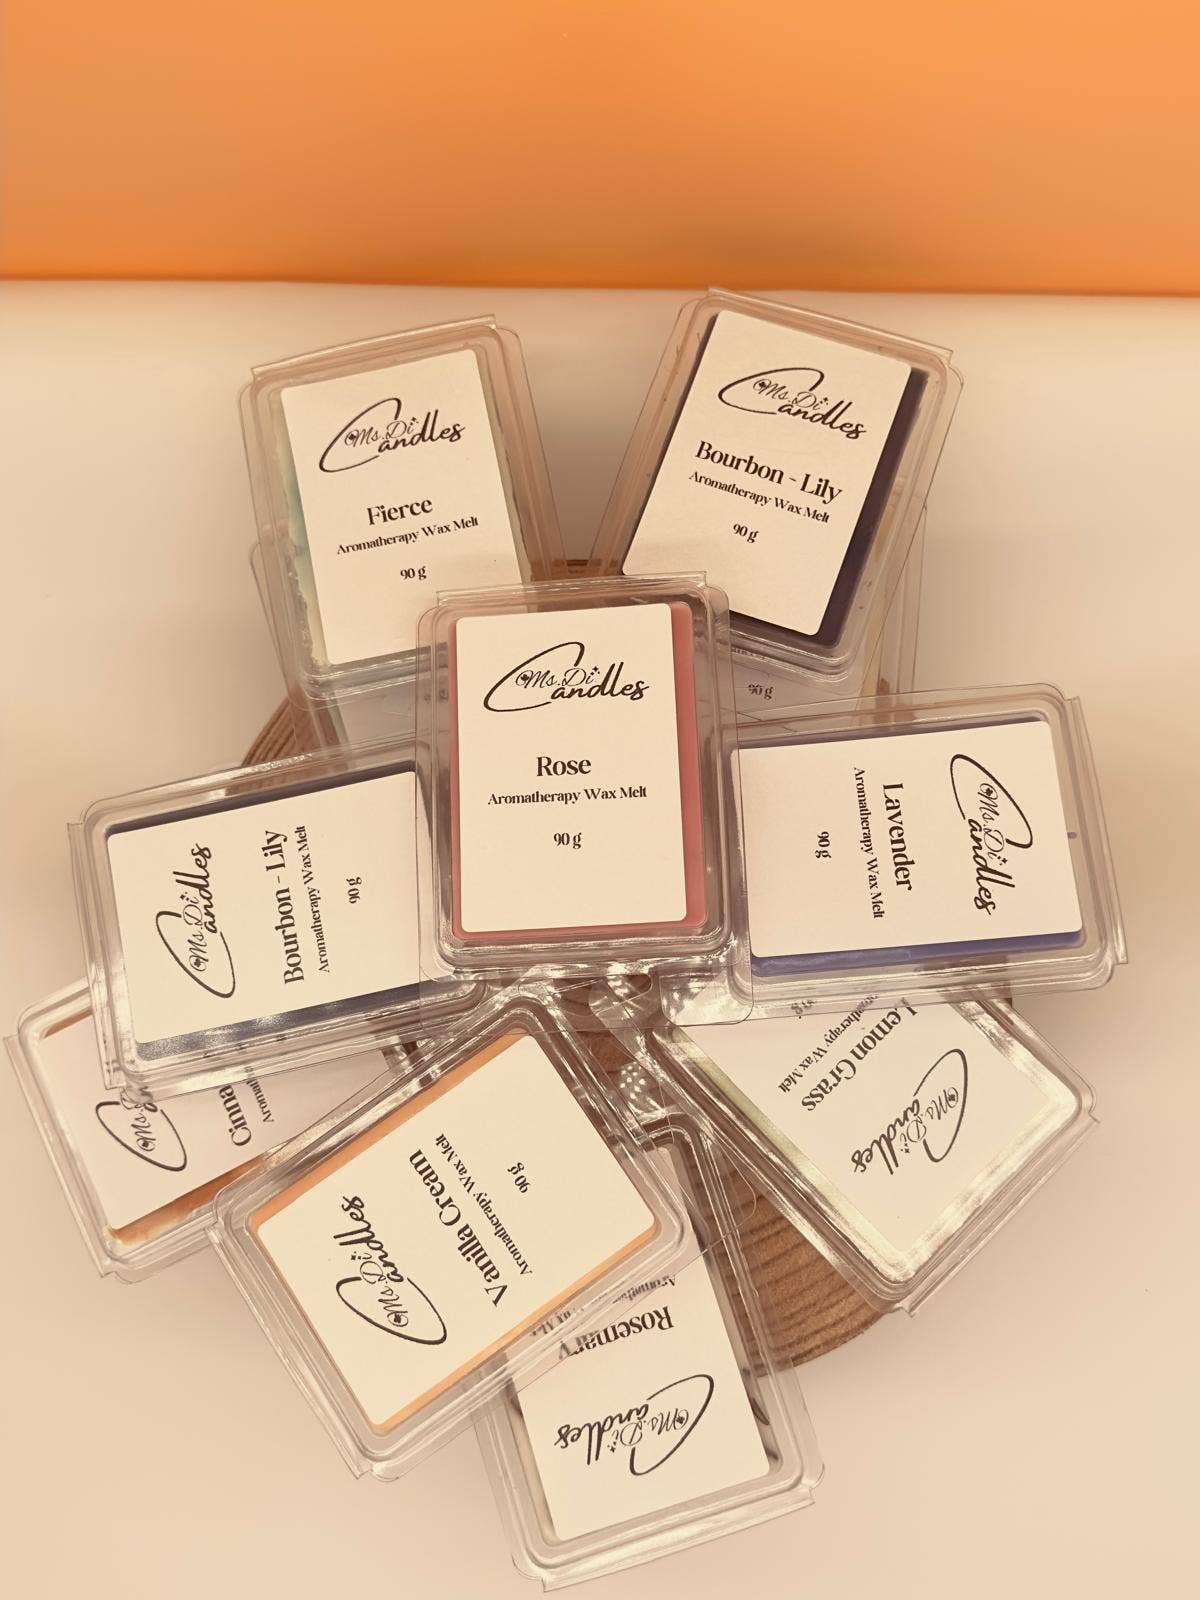 Ms. Di
Candles
Fierce
Aromatherapy Wax Melt
90 g
Ms. Di
Candles
Bourbon - Lily
Aromatherapy Wax Melt
90 g
90 g
Ms. Di
Candles
Rose
Aromatherapy Wax Melt
90 g
Ms. Di
Candles
Bourbon - Lily
Aromatherapy Wax Melt
90 g
Ms. Di
Candles
Lavender
Aromatherapy Wax Melt
90 g
Ms.
Cinna
Ms. Di
Candles
Vanilla Cream
Aromatherapy Wax Melt
90 g
Ms. Di
Candles
Lemon Grass
Wax Melt
Ms. Di
Candles
Rosemary